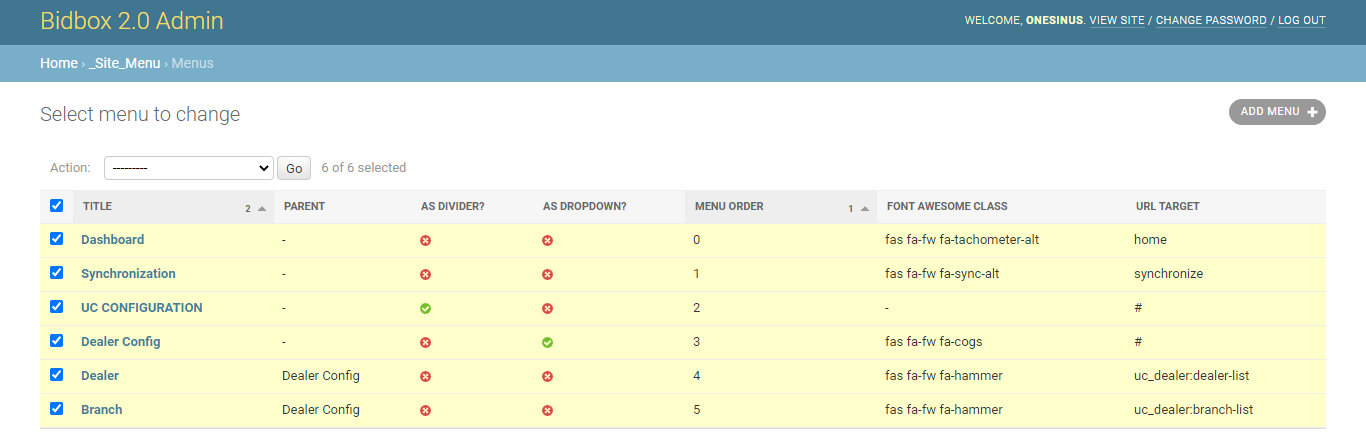 Bidbox 2.0 Admin
WELCOME, ONESINUS. VIEW SITE / CHANGE PASSWORD / LOG OUT
Home › _Site_Menu › Menus
Select menu to change
ADD MENU +
Action: --------- Go 6 of 6 selected
TITLE 2 PARENT AS DIVIDER? AS DROPDOWN? MENU ORDER 1 FONT AWESOME CLASS URL TARGET
Dashboard - 0 fas fa-fw fa-tachometer-alt home
Synchronization - 1 fas fa-fw fa-sync-alt synchronize
UC CONFIGURATION - 2 - #
Dealer Config - 3 fas fa-fw fa-cogs #
Dealer Dealer Config 4 fas fa-fw fa-hammer uc_dealer:dealer-list
Branch Dealer Config 5 fas fa-fw fa-hammer uc_dealer:branch-list